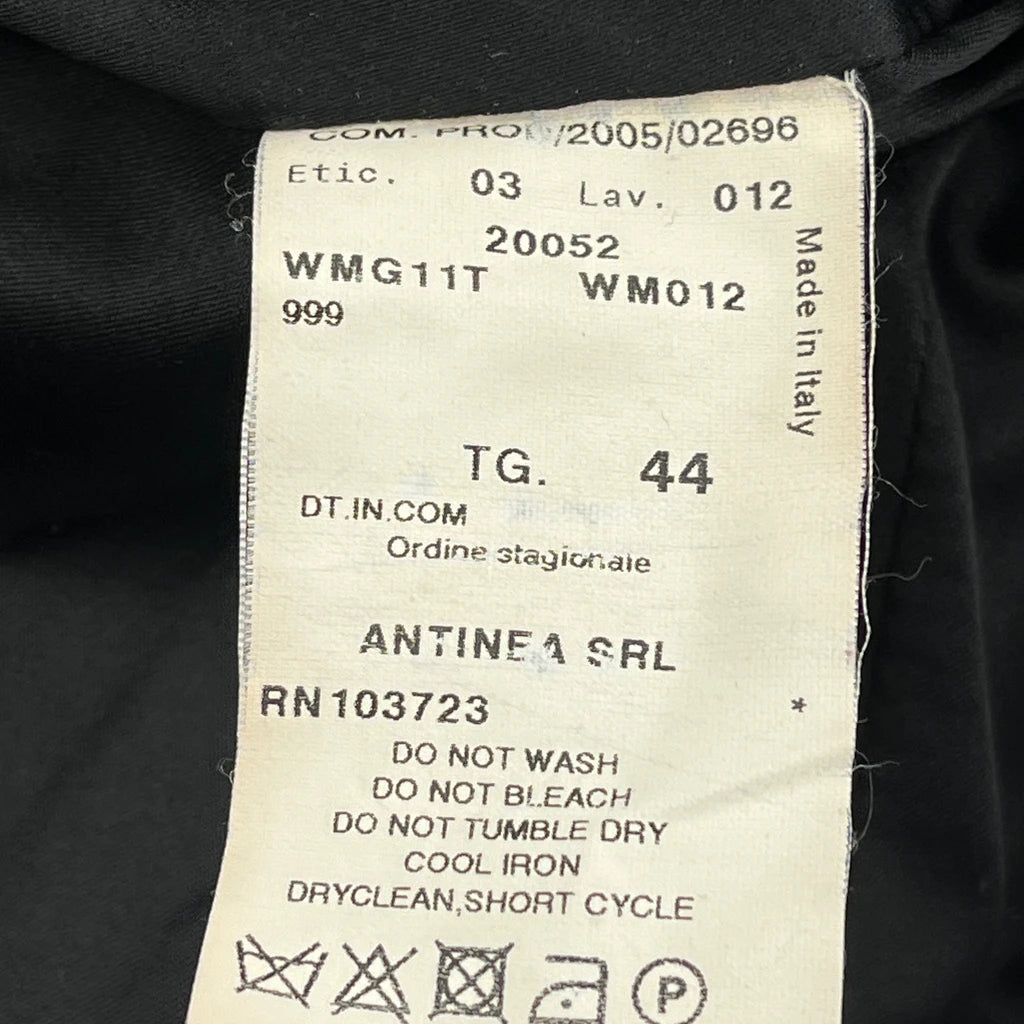 COM. PROD/2005/02696
Etic. 03 Lav. 012
20052
WMG11T WM012
999
Made in Italy
TG. 44
DT.IN.COM
Ordine stagionale
ANTINEA SRL
RN103723 *
DO NOT WASH
DO NOT BLEACH
DO NOT TUMBLE DRY
COOL IRON
DRYCLEAN,SHORT CYCLE
P